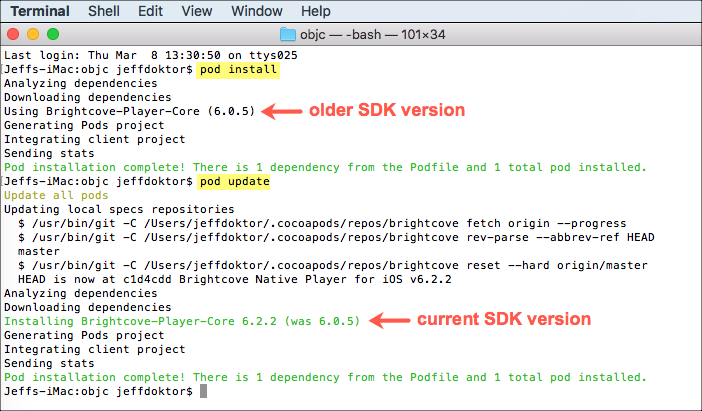 Terminal Shell Edit View Window Help
objc — -bash — 101×34
Last login: Thu Mar  8 13:30:50 on ttys025
[Jeffs-iMac:objc jeffdoktor$ pod install
Analyzing dependencies
Downloading dependencies
Using Brightcove-Player-Core (6.0.5) older SDK version
Generating Pods project
Integrating client project
Sending stats
Pod installation complete! There is 1 dependency from the Podfile and 1 total pod installed.
[Jeffs-iMac:objc jeffdoktor$ pod update
Update all pods
Updating local specs repositories
  $ /usr/bin/git -C /Users/jeffdoktor/.cocoapods/repos/brightcove fetch origin --progress
  $ /usr/bin/git -C /Users/jeffdoktor/.cocoapods/repos/brightcove rev-parse --abbrev-ref HEAD
  master
  $ /usr/bin/git -C /Users/jeffdoktor/.cocoapods/repos/brightcove reset --hard origin/master
  HEAD is now at c1d4cdd Brightcove Native Player for iOS v6.2.2
Analyzing dependencies
Downloading dependencies
Installing Brightcove-Player-Core 6.2.2 (was 6.0.5) current SDK version
Generating Pods project
Integrating client project
Sending stats
Pod installation complete! There is 1 dependency from the Podfile and 1 total pod installed.
Jeffs-iMac:objc jeffdoktor$